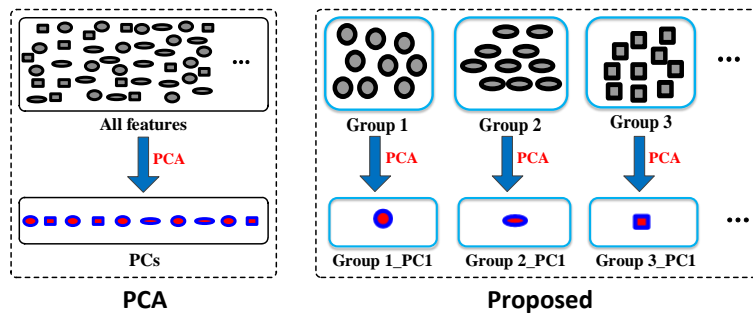 ...
All features
PCA
PCs
PCA
...
Group 1 Group 2 Group 3
PCA PCA PCA
...
Group 1_PC1 Group 2_PC1 Group 3_PC1
Proposed